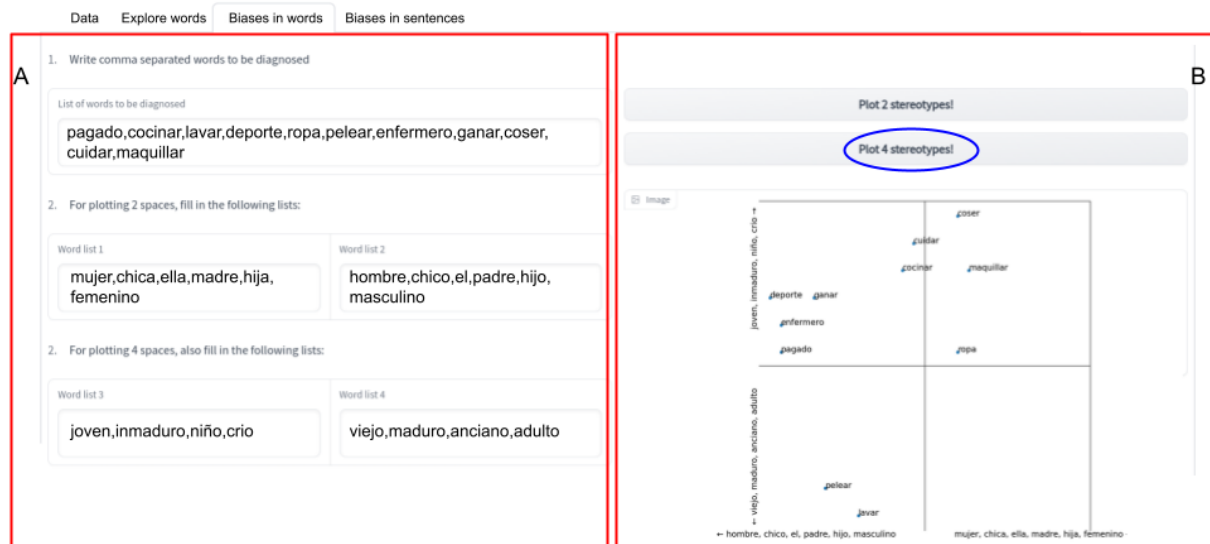 Data Explore words Biases in words Biases in sentences
A
1. Write comma separated words to be diagnosed
List of words to be diagnosed
pagado,cocinar,lavar,deporte,ropa,pelear,enfermero,ganar,coser,
cuidar,maquillar
2. For plotting 2 spaces, fill in the following lists:
Word list 1
mujer,chica,ella,madre,hija,
femenino
Word list 2
hombre,chico,el,padre,hijo,
masculino
2. For plotting 4 spaces, also fill in the following lists:
Word list 3
joven,inmaduro,niño,crio
Word list 4
viejo,maduro,anciano,adulto
B
Plot 2 stereotypes!
Plot 4 stereotypes!
Image
joven, inmaduro, niño, crio →
← viejo, maduro, anciano, adulto
coser
cuidar
cocinar
maquillar
deporte
ganar
enfermero
pagado
ropa
pelear
lavar
← hombre, chico, el, padre, hijo, masculino
mujer, chica, ella, madre, hija, femenino